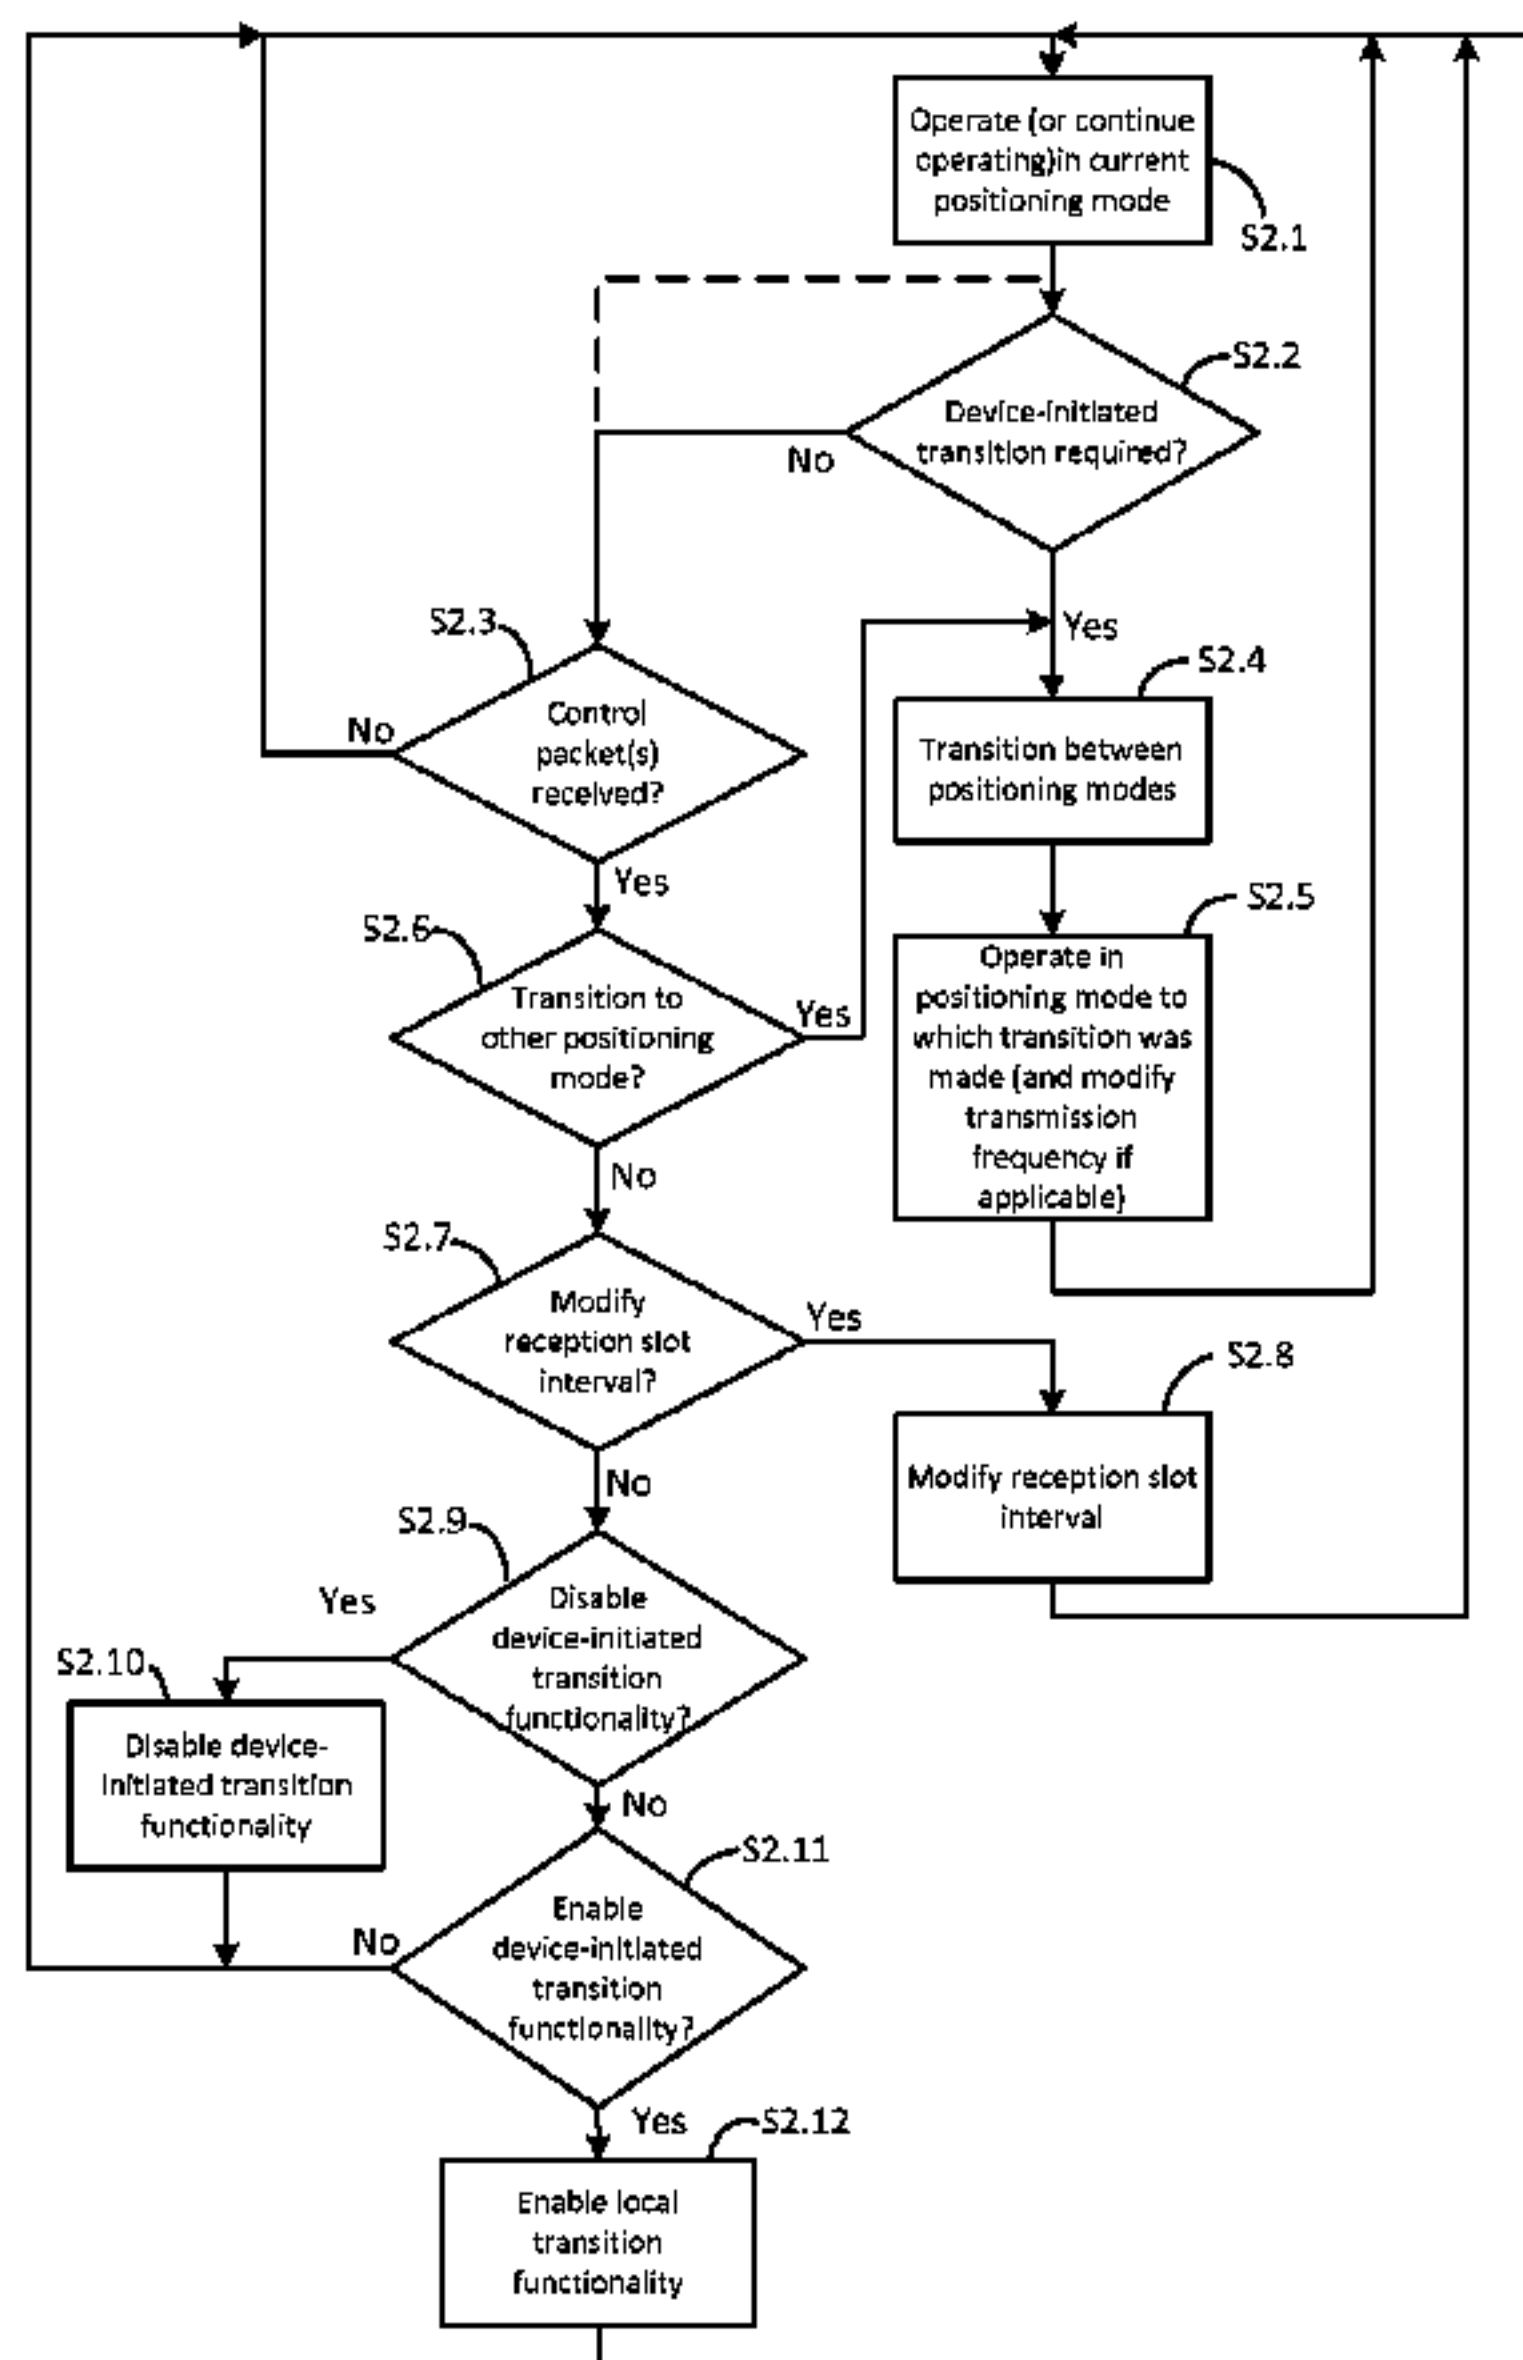 Operate (or continue
operating)in current
positioning mode
S2.1
S2.2
Device-initiated
transition required?
No
Yes
S2.3
Control
packet(s)
received?
No
Yes
S2.4
Transition between
positioning modes
S2.5
Operate in
positioning mode to
which transition was
made (and modify
transmission
frequency if
applicable)
S2.6
Transition to
other positioning
mode?
Yes
No
S2.7
Modify
reception slot
interval?
Yes
No
S2.8
Modify reception slot
interval
S2.9
Disable
device-initiated
transition
functionality?
Yes
No
S2.10
Disable device-
initiated transition
functionality
S2.11
Enable
device-initiated
transition
functionality?
No
Yes
S2.12
Enable local
transition
functionality